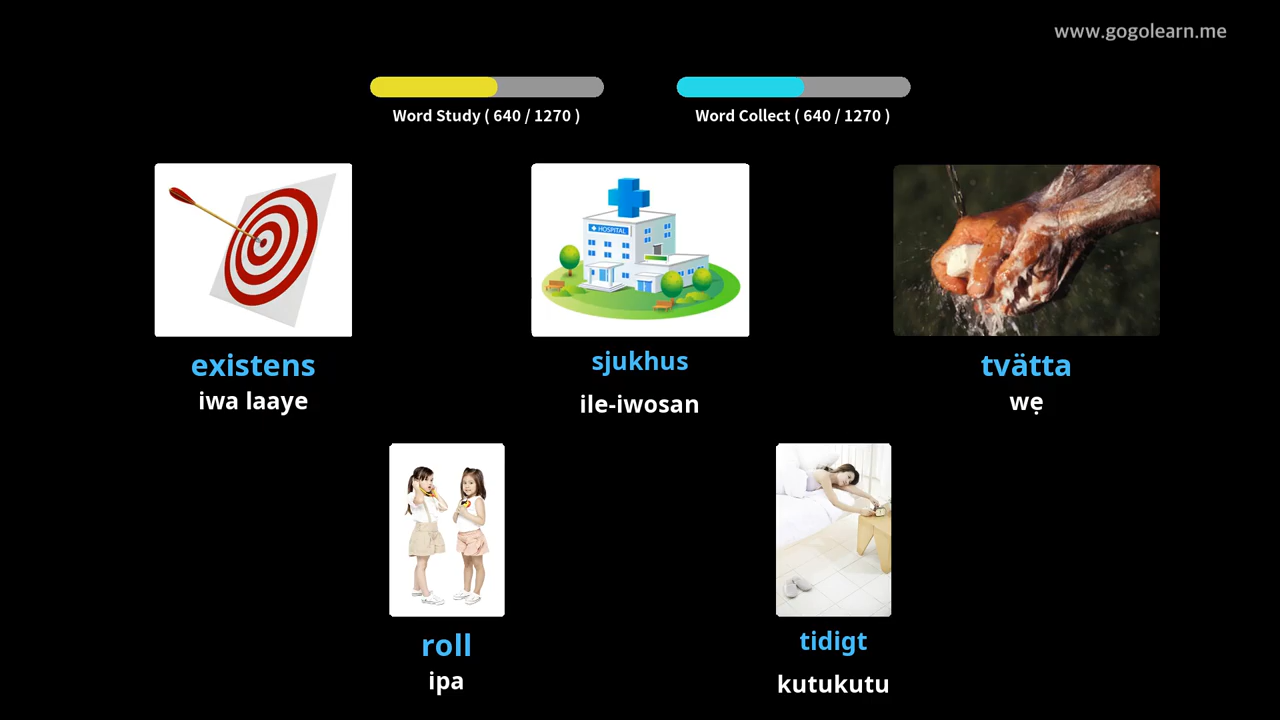 www.gogolearn.me
Word Study ( 640 / 1270 )
Word Collect ( 640 / 1270 )
HOSPITAL
existens
iwa laaye
sjukhus
ile-iwosan
tvätta
wẹ
roll
ipa
tidigt
kutukutu